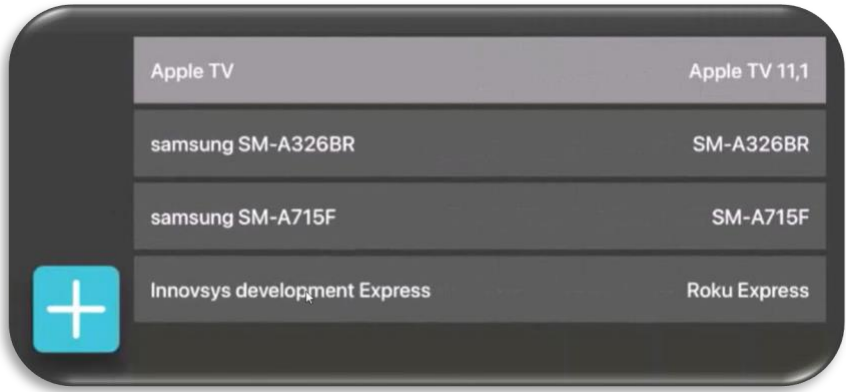 Apple TV Apple TV 11,1
samsung SM-A326BR SM-A326BR
samsung SM-A715F SM-A715F
Innovsys development Express Roku Express